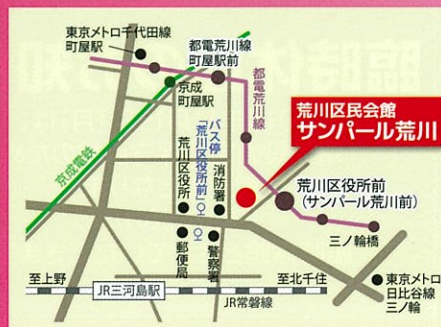 東京メトロ千代田線
町屋駅
都電荒川線
町屋駅前
京成
町屋駅
都電荒川線
荒川区民会館
サンパール荒川
京成電鉄
バス停
「荒川区役所前」
荒川区役所
消防署
荒川区役所前
(サンパール荒川前)
三ノ輪橋
郵便局
警察署
至上野
JR三河島駅
JR常磐線
至北千住
東京メトロ
日比谷線
三ノ輪